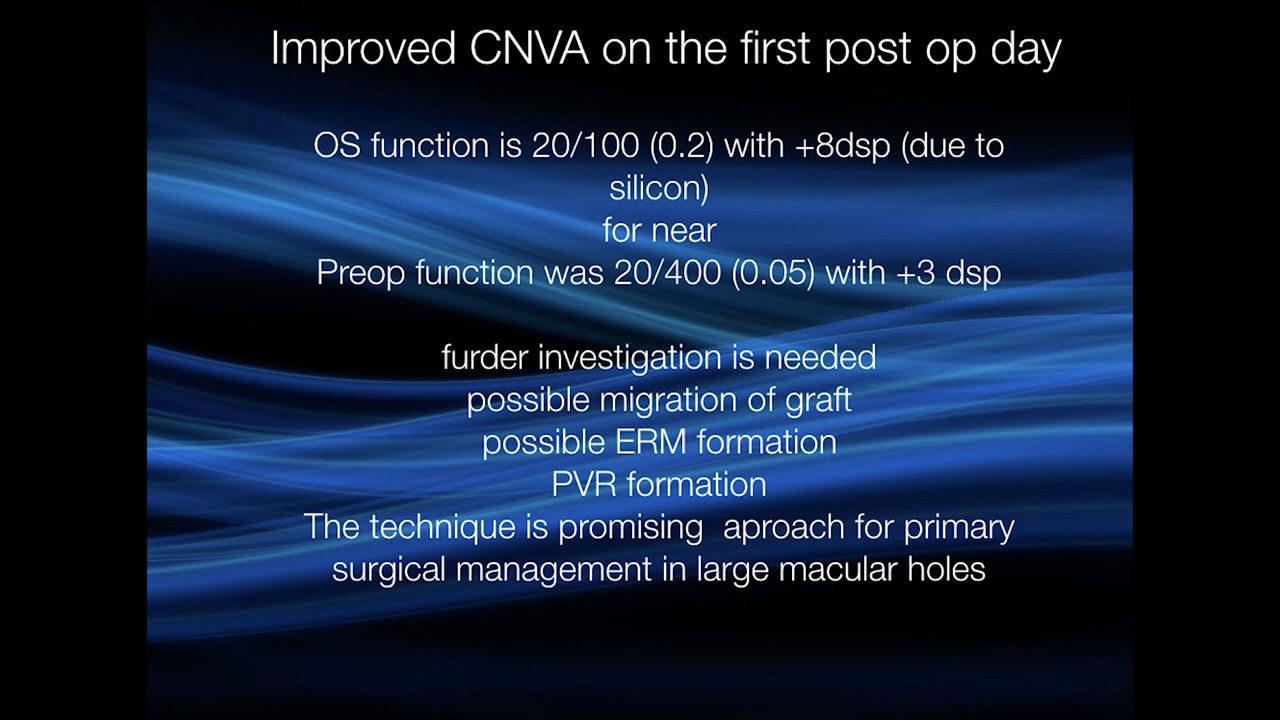 Improved CNVA on the first post op day
OS function is 20/100 (0.2) with +8dsp (due to
silicon)
for near
Preop function was 20/400 (0.05) with +3 dsp
furder investigation is needed
possible migration of graft
possible ERM formation
PVR formation
The technique is promising  aproach for primary
surgical management in large macular holes